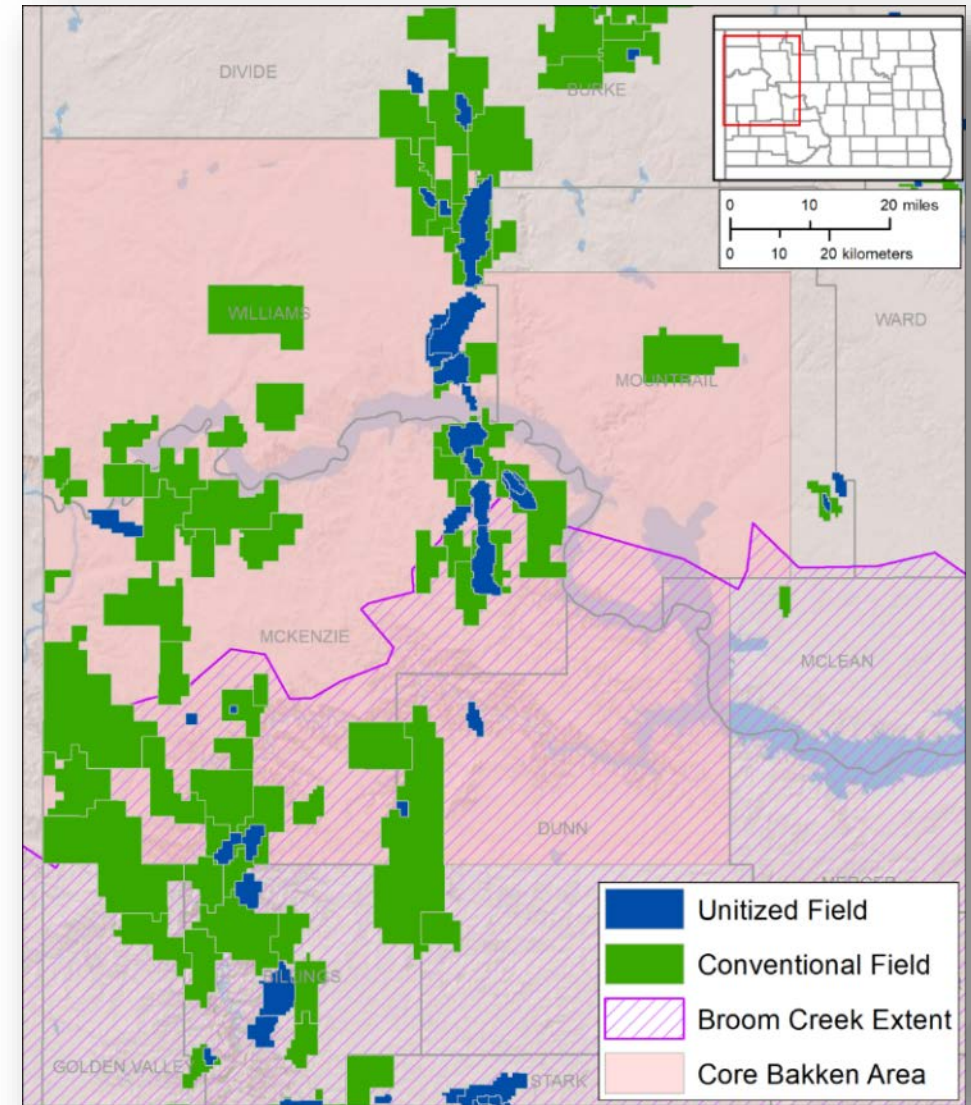 DIVIDE
BURKE
0 10 20 miles
0 10 20 kilometers
WILLIAMS
WARD
MOUNTRAIL
MCKENZIE
MCLEAN
DUNN
MERCER
Unitized Field
Conventional Field
BILLINGS
Broom Creek Extent
GOLDEN VALLEY
STARK
Core Bakken Area